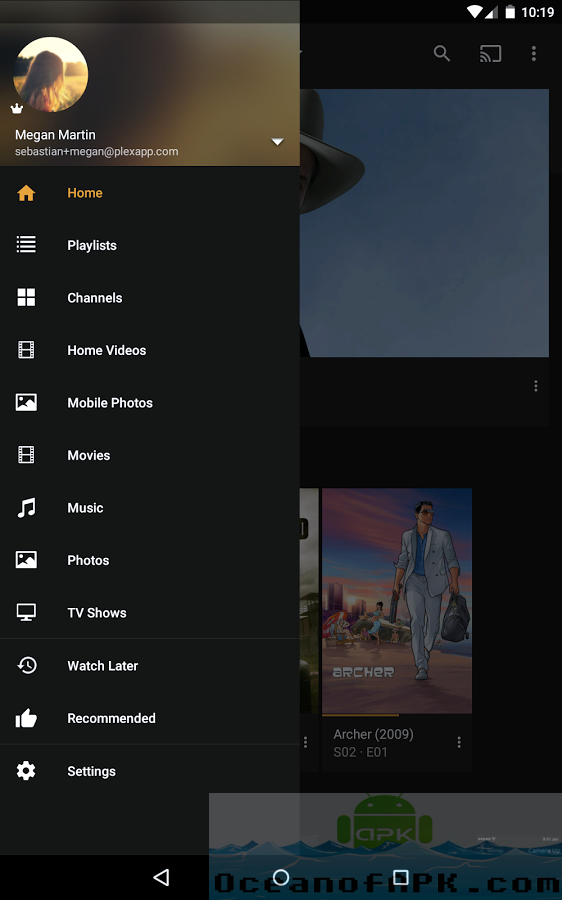 10:19
Megan Martin
sebastian+megan@plexapp.com
Home
Playlists
Channels
Home Videos
Mobile Photos
Movies
Music
Photos
TV Shows
Watch Later
Recommended
Settings
ARCHER
Archer (2009)
S02 · E01
APK
OceanofAPK.com